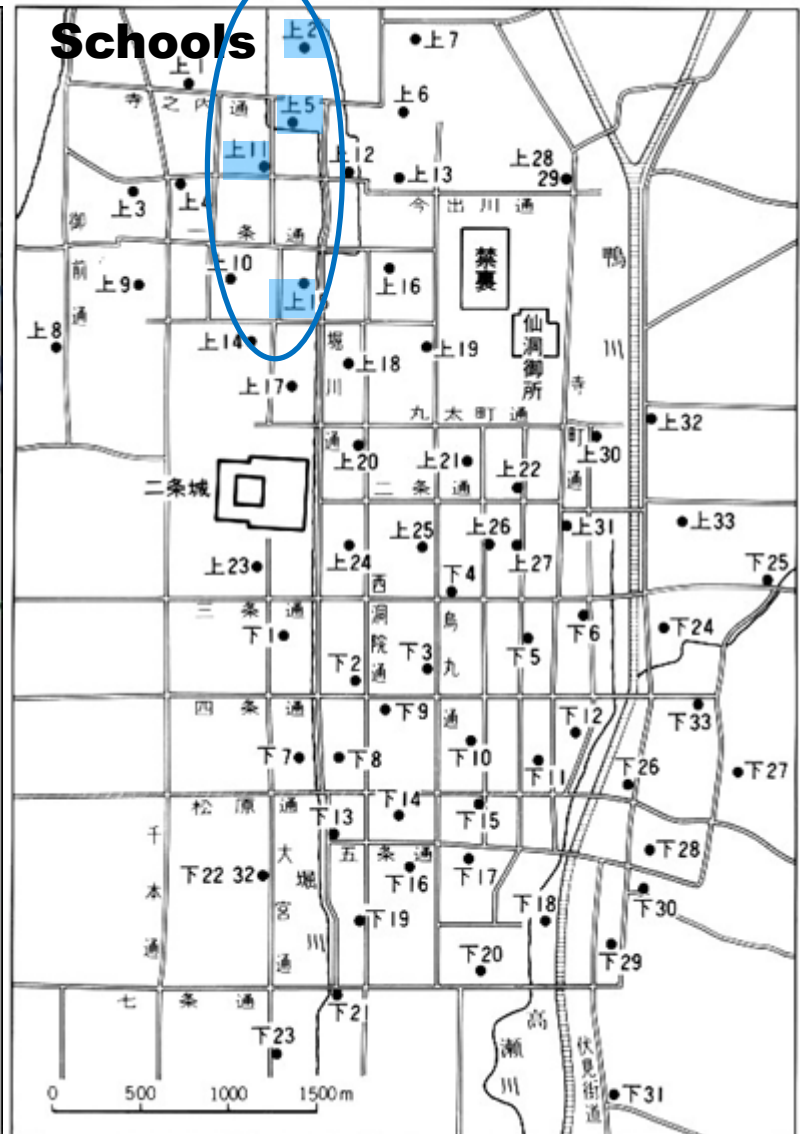 Schools
上2
上7
上1
寺之内通
上5
上6
上11
上12
上13
上28
29
上3
上4
今出川通
御前通
一条通
禁裏
鴨川
上10
上9
上15
上16
仙洞御所
上8
上14
堀川通
上18
上19
上17
寺町通
丸太町通
上32
上20
上21
上22
上30
二条城
二条通
上23
上24
上25
上26
上27
上31
上33
下25
下4
西洞院通
三条通
下1
下2
下3
烏丸通
下5
下6
下24
四条通
下9
下12
下33
下7
下8
下10
下11
下26
下27
松原通
下13
下14
下15
千本通
大宮通
堀川
五条通
下16
下17
下28
下22 32
下30
下19
下18
下20
下29
七条通
下21
下23
高瀬川
伏見街道
下31
0 500 1000 1500m